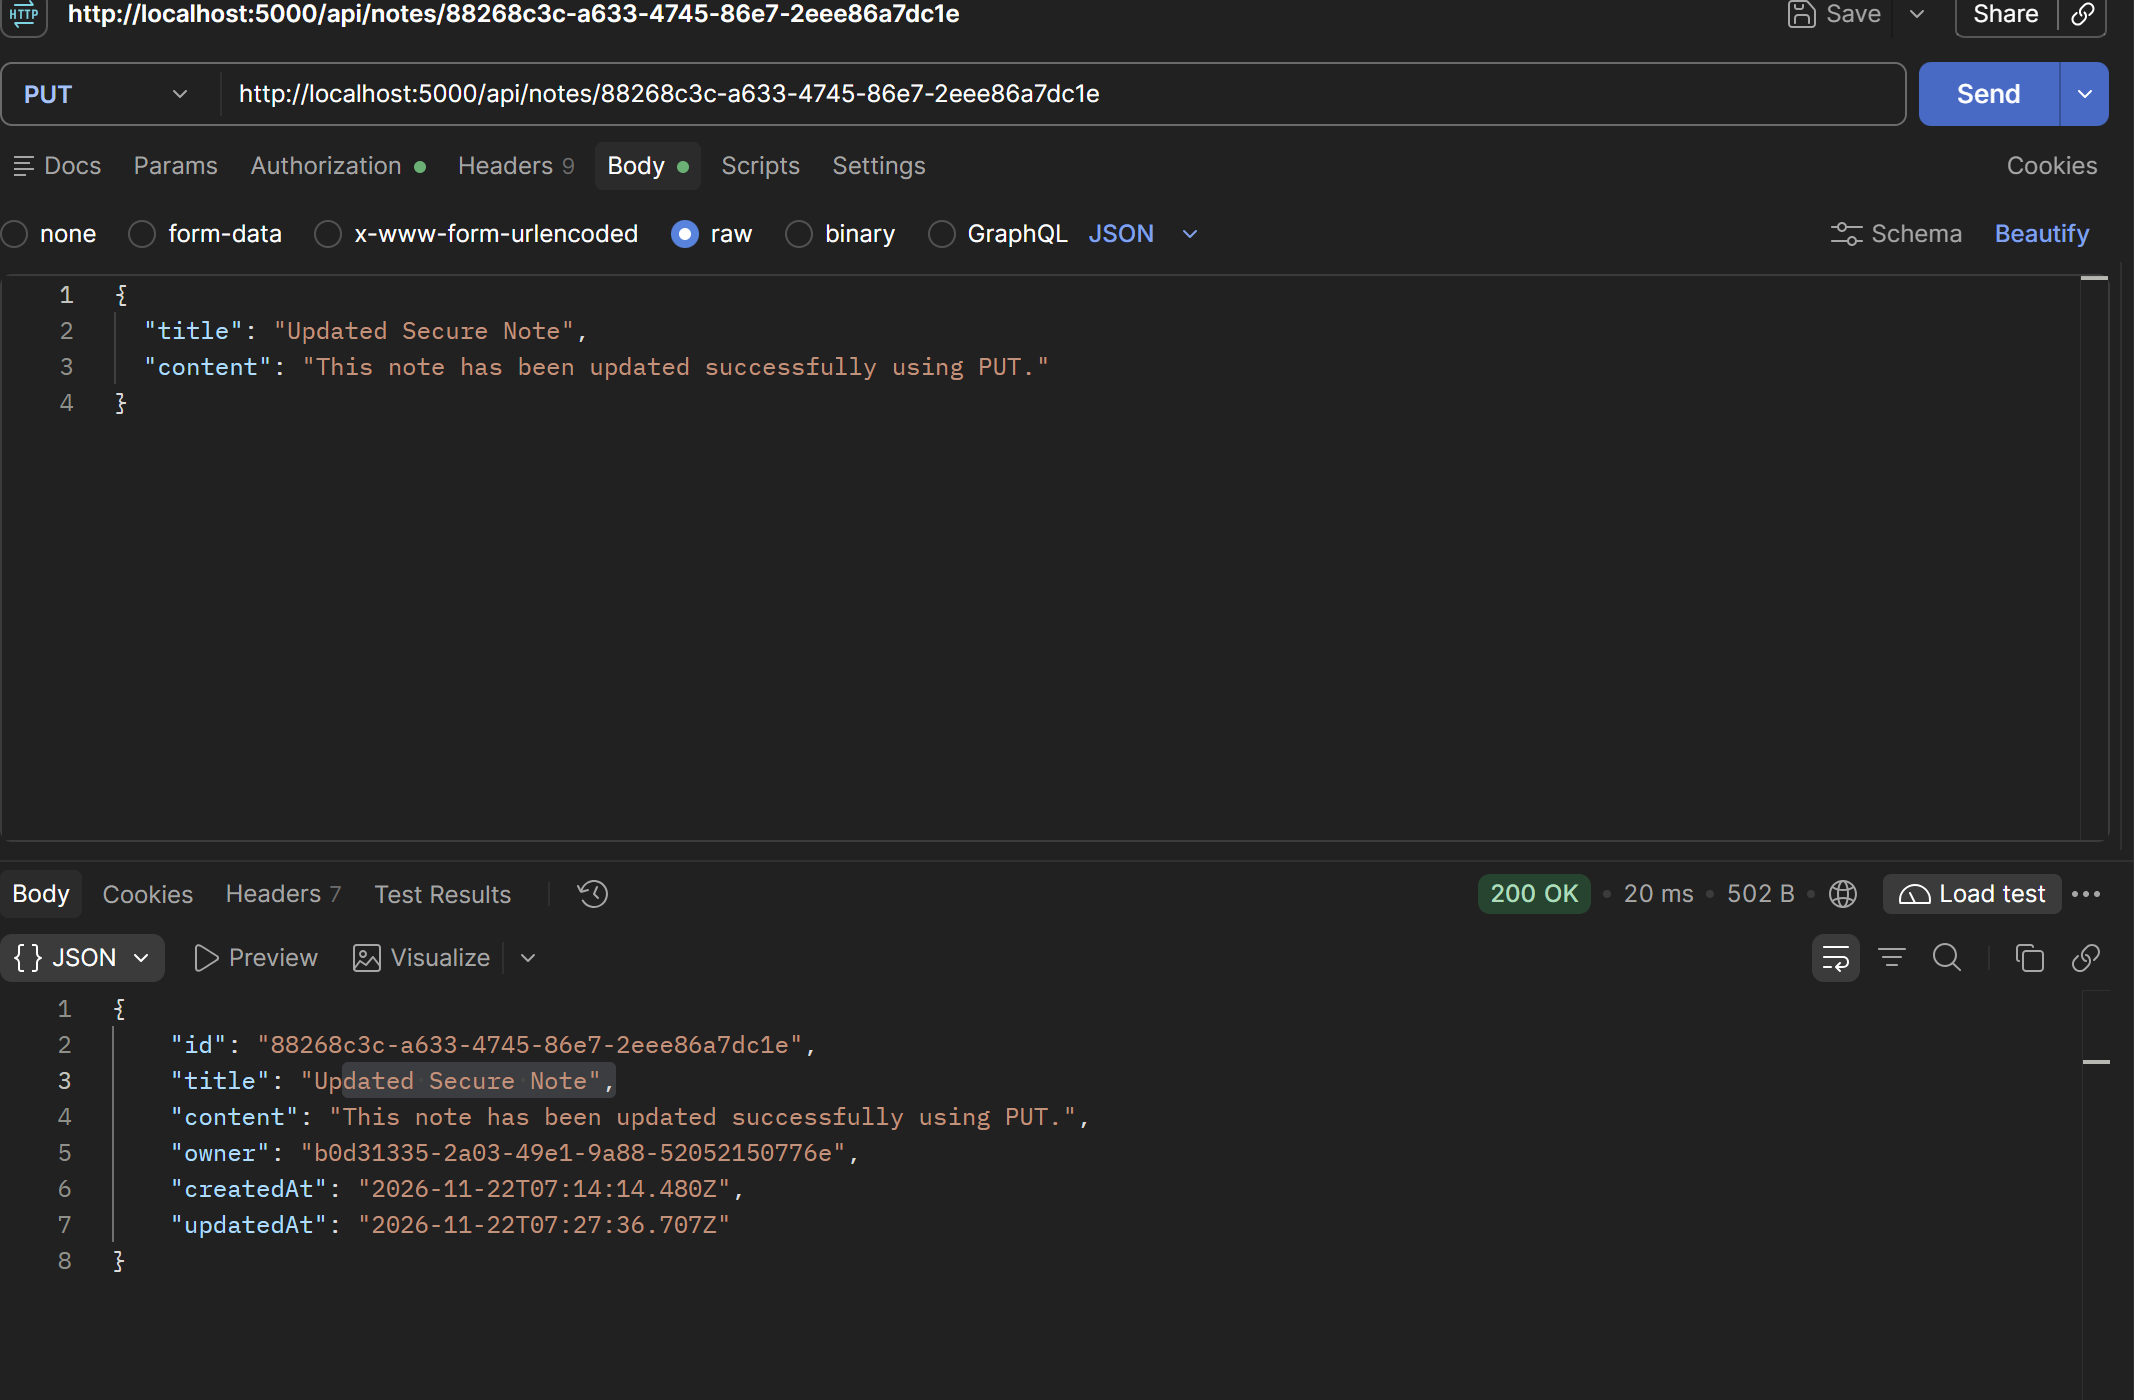 HTTP http://localhost:5000/api/notes/88268c3c-a633-4745-86e7-2eee86a7dc1e Save Share
PUT http://localhost:5000/api/notes/88268c3c-a633-4745-86e7-2eee86a7dc1e Send
Docs Params Authorization Headers 9 Body Scripts Settings Cookies
none form-data x-www-form-urlencoded raw binary GraphQL JSON Schema Beautify
1 {
2 "title": "Updated Secure Note",
3 "content": "This note has been updated successfully using PUT."
4 }
Body Cookies Headers 7 Test Results 200 OK • 20 ms • 502 B • Load test
{} JSON Preview Visualize
1 {
2 "id": "88268c3c-a633-4745-86e7-2eee86a7dc1e",
3 "title": "Updated Secure Note",
4 "content": "This note has been updated successfully using PUT.",
5 "owner": "b0d31335-2a03-49e1-9a88-52052150776e",
6 "createdAt": "2026-11-22T07:14:14.480Z",
7 "updatedAt": "2026-11-22T07:27:36.707Z"
8 }